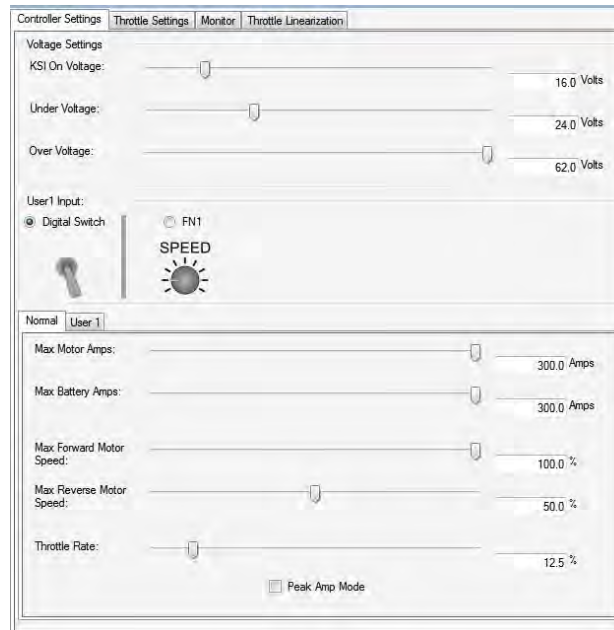 Controller Settings Throttle Settings Monitor Throttle Linearization
Voltage Settings
KSI On Voltage: 16.0 Volts
Under Voltage: 24.0 Volts
Over Voltage: 62.0 Volts
User1 Input:
Digital Switch FN1
SPEED
Normal User 1
Max Motor Amps: 300.0 Amps
Max Battery Amps: 300.0 Amps
Max Forward Motor
Speed: 100.0 %
Max Reverse Motor
Speed: 50.0 %
Throttle Rate: 12.5 %
Peak Amp Mode